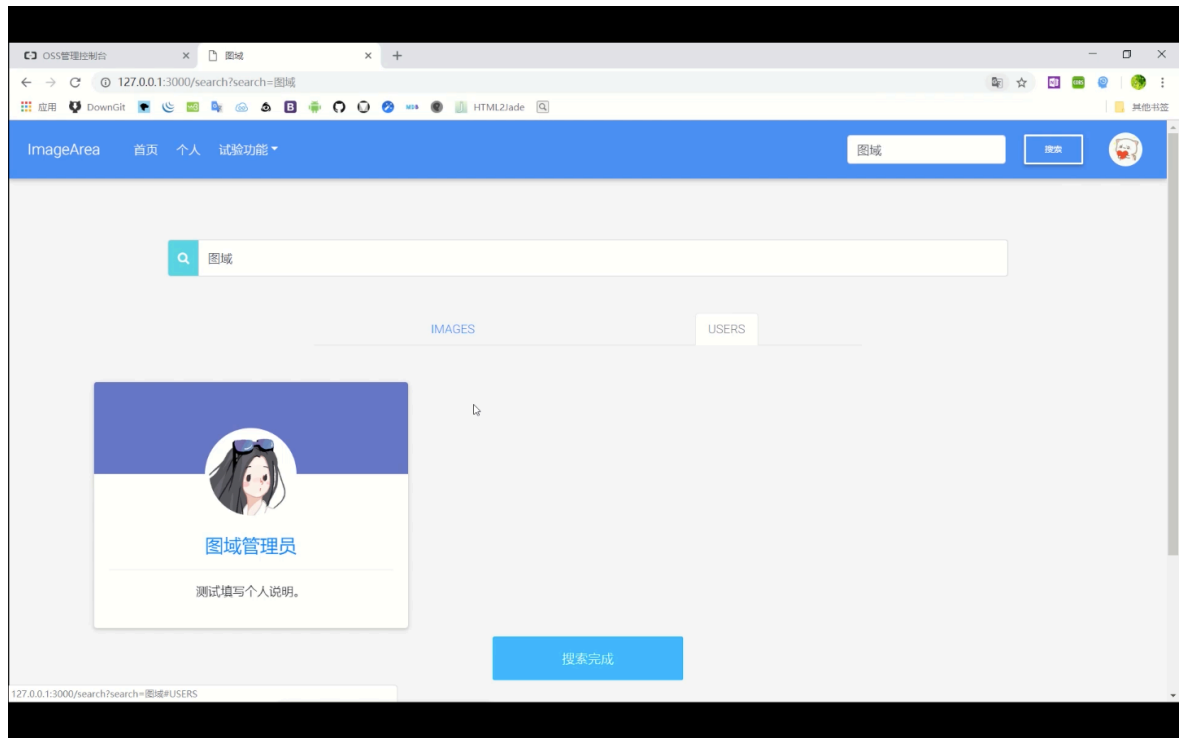 OSS管理控制台
图域
127.0.0.1:3000/search?search=图域
应用 DownGit HTML2Jade 其他书签
ImageArea 首页 个人 试验功能 图域 搜索
图域
IMAGES USERS
图域管理员
测试填写个人说明。
搜索完成
127.0.0.1:3000/search?search=图域#USERS